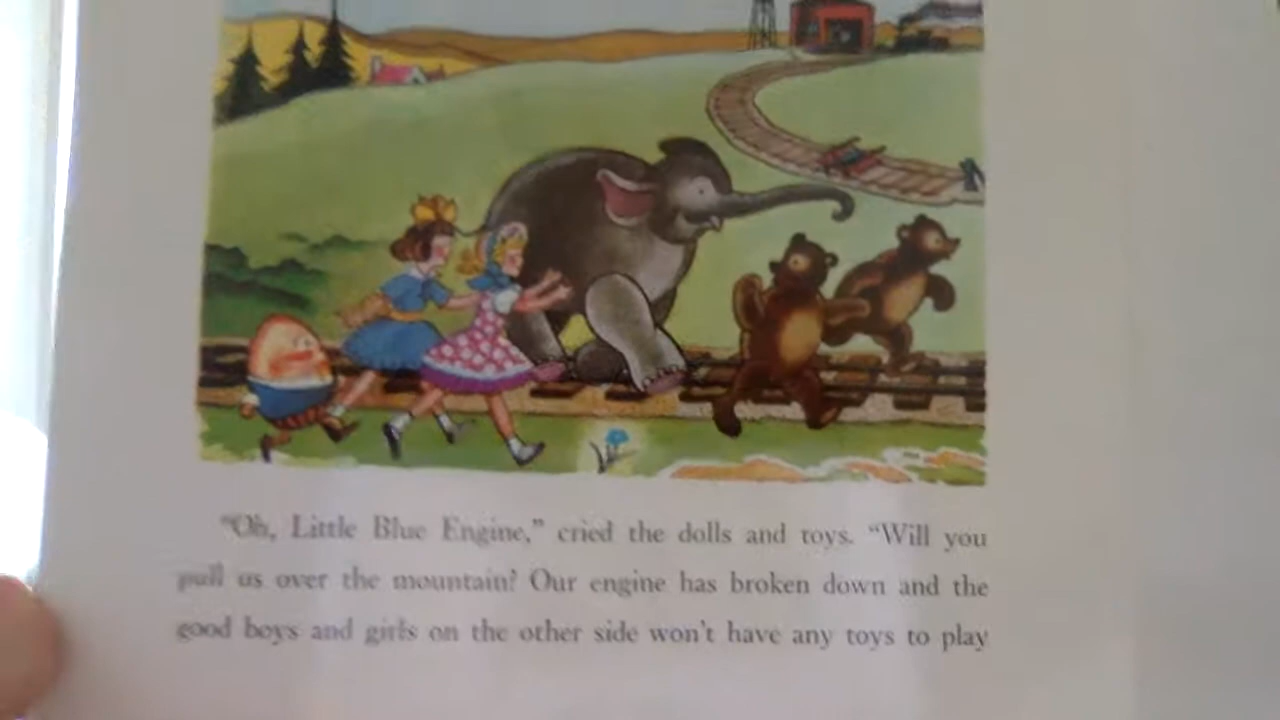 “Oh, Little Blue Engine,” cried the dolls and toys. “Will you
pull us over the mountain? Our engine has broken down and the
good boys and girls on the other side won’t have any toys to play